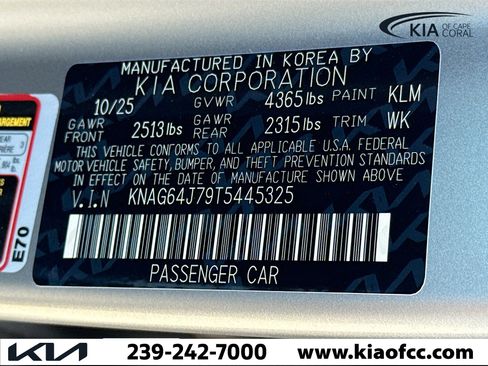 KIA OF CAPE CORAL
MANUFACTURED IN KOREA BY
KIA CORPORATION
10/25 GVWR 4365 lbs PAINT KLM
GAWR FRONT 2513 lbs GAWR REAR 2315 lbs TRIM WK
THIS VEHICLE CONFORMS TO ALL APPLICABLE U.S.A. FEDERAL
MOTOR VEHICLE SAFETY, BUMPER, AND THEFT PREVENTION STANDARDS
IN EFFECT ON THE DATE OF MANUFACTURE SHOWN ABOVE.
V.I.N KNAG64J79T5445325
PASSENGER CAR
E70
KIA 239-242-7000 www.kiaofcc.com